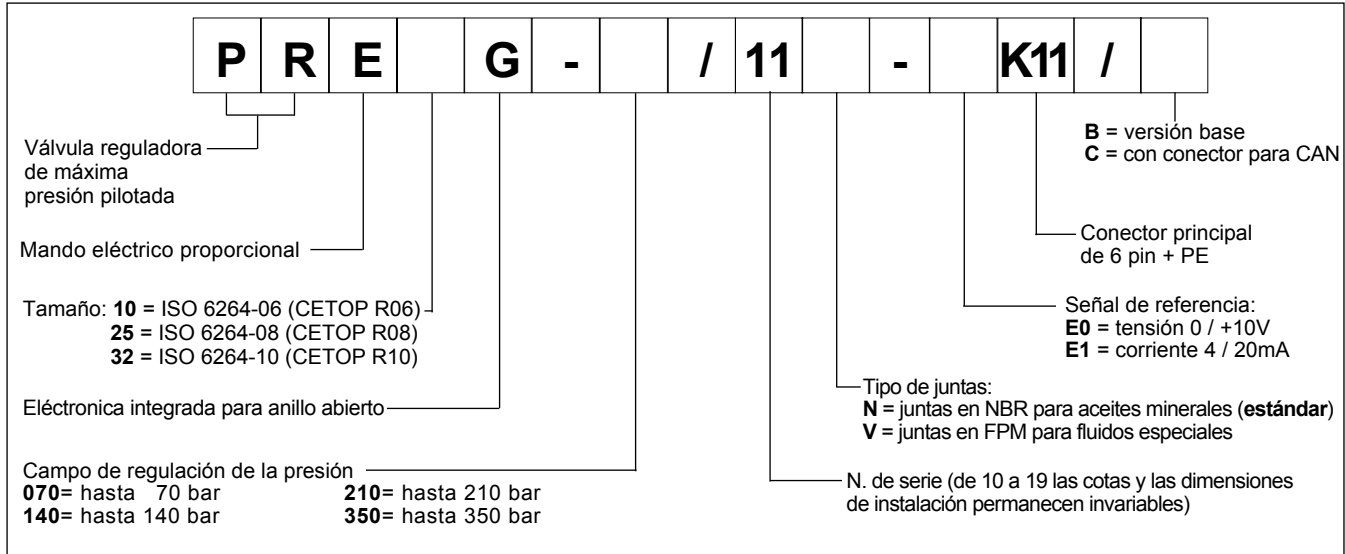 P R E G - / 11 - K11 /
Válvula reguladora
de máxima
presión pilotada
Mando eléctrico proporcional
Tamaño: 10 = ISO 6264-06 (CETOP R06)
25 = ISO 6264-08 (CETOP R08)
32 = ISO 6264-10 (CETOP R10)
Eléctronica integrada para anillo abierto
Campo de regulación de la presión
070= hasta 70 bar 210= hasta 210 bar
140= hasta 140 bar 350= hasta 350 bar
B = versión base
C = con conector para CAN
Conector principal
de 6 pin + PE
Señal de referencia:
E0 = tensión 0 / +10V
E1 = corriente 4 / 20mA
Tipo de juntas:
N = juntas en NBR para aceites minerales (estándar)
V = juntas en FPM para fluidos especiales
N. de serie (de 10 a 19 las cotas y las dimensiones
de instalación permanecen invariables)